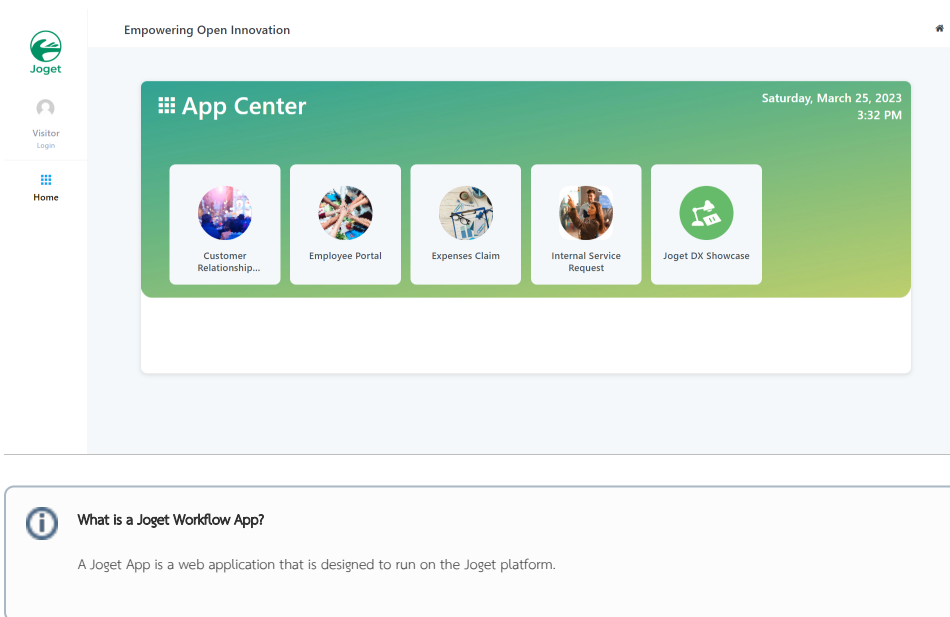 Empowering Open Innovation
Joget
Visitor
Login
Home
App Center
Saturday, March 25, 2023
3:32 PM
Customer
Relationship...
Employee Portal
Expenses Claim
Internal Service
Request
Joget DX Showcase
What is a Joget Workflow App?
A Joget App is a web application that is designed to run on the Joget platform.